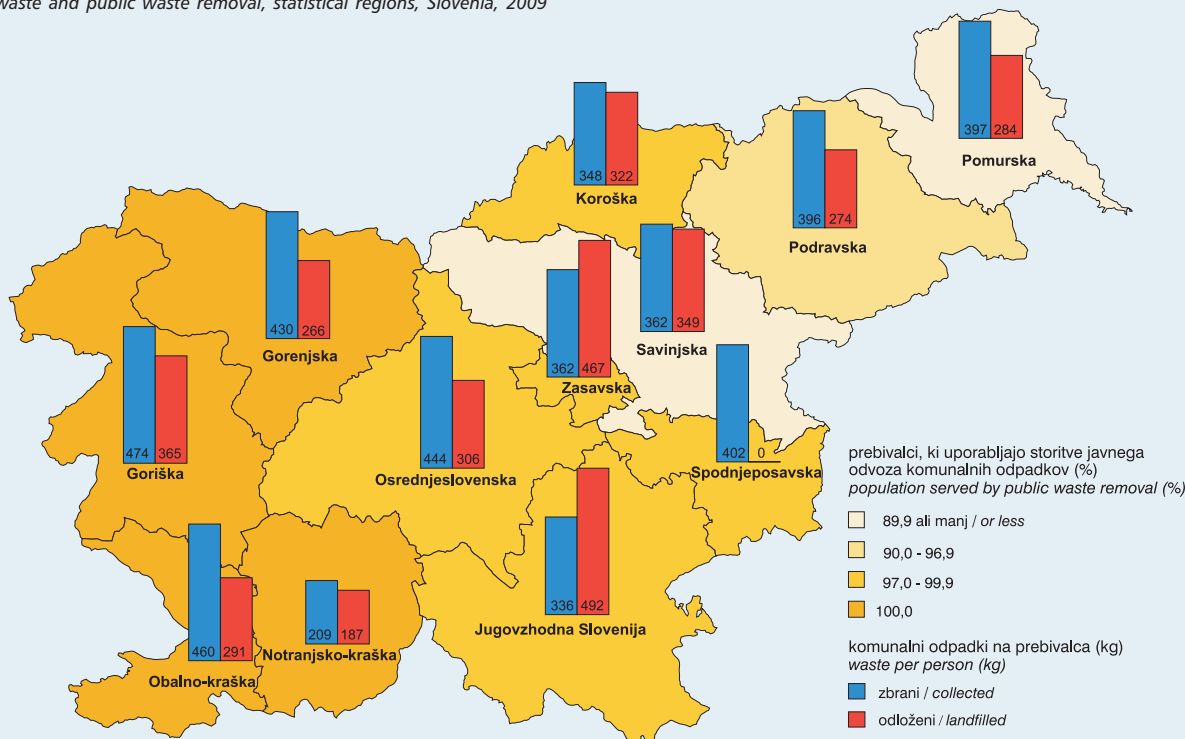 waste and public waste removal, statistical regions, Slovenia, 2009
397 284
Pomurska
348 322
Koroška
396 274
Podravska
430 266
Gorenjska
362 349
Savinjska
362 467
Zasavska
474 365
Goriška
444 306
Osrednjeslovenska
402 0
Spodnjeposavska
336 492
Jugovzhodna Slovenija
209 187
Notranjsko-kraška
460 291
Obalno-kraška
prebivalci, ki uporabljajo storitve javnega
odvoza komunalnih odpadkov (%)
population served by public waste removal (%)
89,9 ali manj / or less
90,0 - 96,9
97,0 - 99,9
100,0
komunalni odpadki na prebivalca (kg)
waste per person (kg)
zbrani / collected
odloženi / landfilled